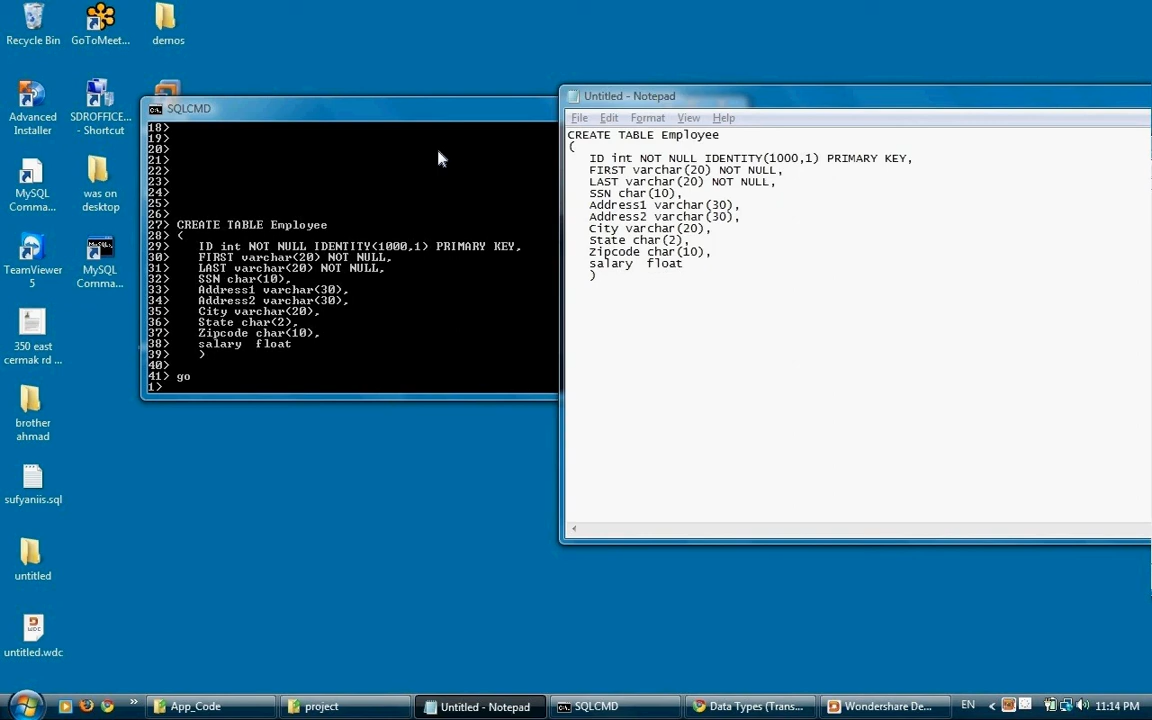 Recycle Bin
GoToMeet...
demos
Advanced
Installer
SDROFFICE...
- Shortcut
MySQL
Comma...
was on
desktop
TeamViewer
5
MySQL
Comma...
350 east
cermak rd ...
brother
ahmad
sufyaniis.sql
untitled
untitled.wdc
SQLCMD
18>
19>
20>
21>
22>
23>
24>
25>
26>
27> CREATE TABLE Employee
28> (
29> ID int NOT NULL IDENTITY(1000,1) PRIMARY KEY,
30> FIRST varchar(20) NOT NULL,
31> LAST varchar(20) NOT NULL,
32> SSN char(10),
33> Address1 varchar(30),
34> Address2 varchar(30),
35> City varchar(20),
36> State char(2),
37> Zipcode char(10),
38> salary float
39> )
40>
41> go
1>
Untitled - Notepad
File Edit Format View Help
CREATE TABLE Employee
(
ID int NOT NULL IDENTITY(1000,1) PRIMARY KEY,
FIRST varchar(20) NOT NULL,
LAST varchar(20) NOT NULL,
SSN char(10),
Address1 varchar(30),
Address2 varchar(30),
City varchar(20),
State char(2),
Zipcode char(10),
salary float
)
» App_Code project Untitled - Notepad SQLCMD Data Types (Trans... Wondershare De... EN < 11:14 PM